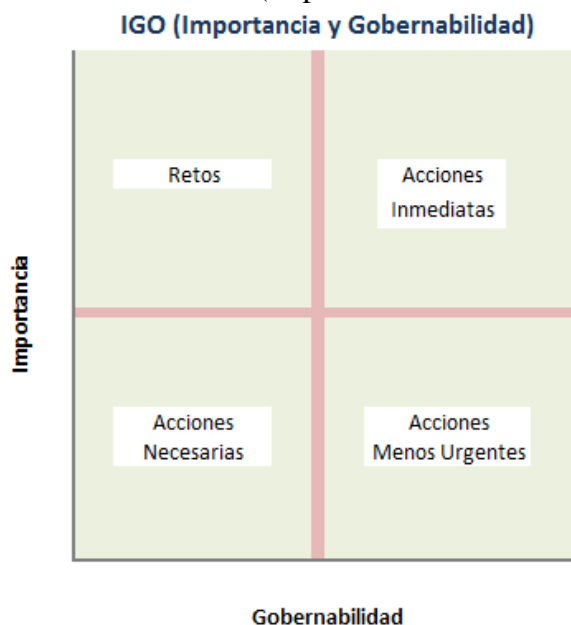 IGO (Importancia y Gobernabilidad)
Retos
Acciones
Inmediatas
Importancia
Acciones
Necesarias
Acciones
Menos Urgentes
Gobernabilidad